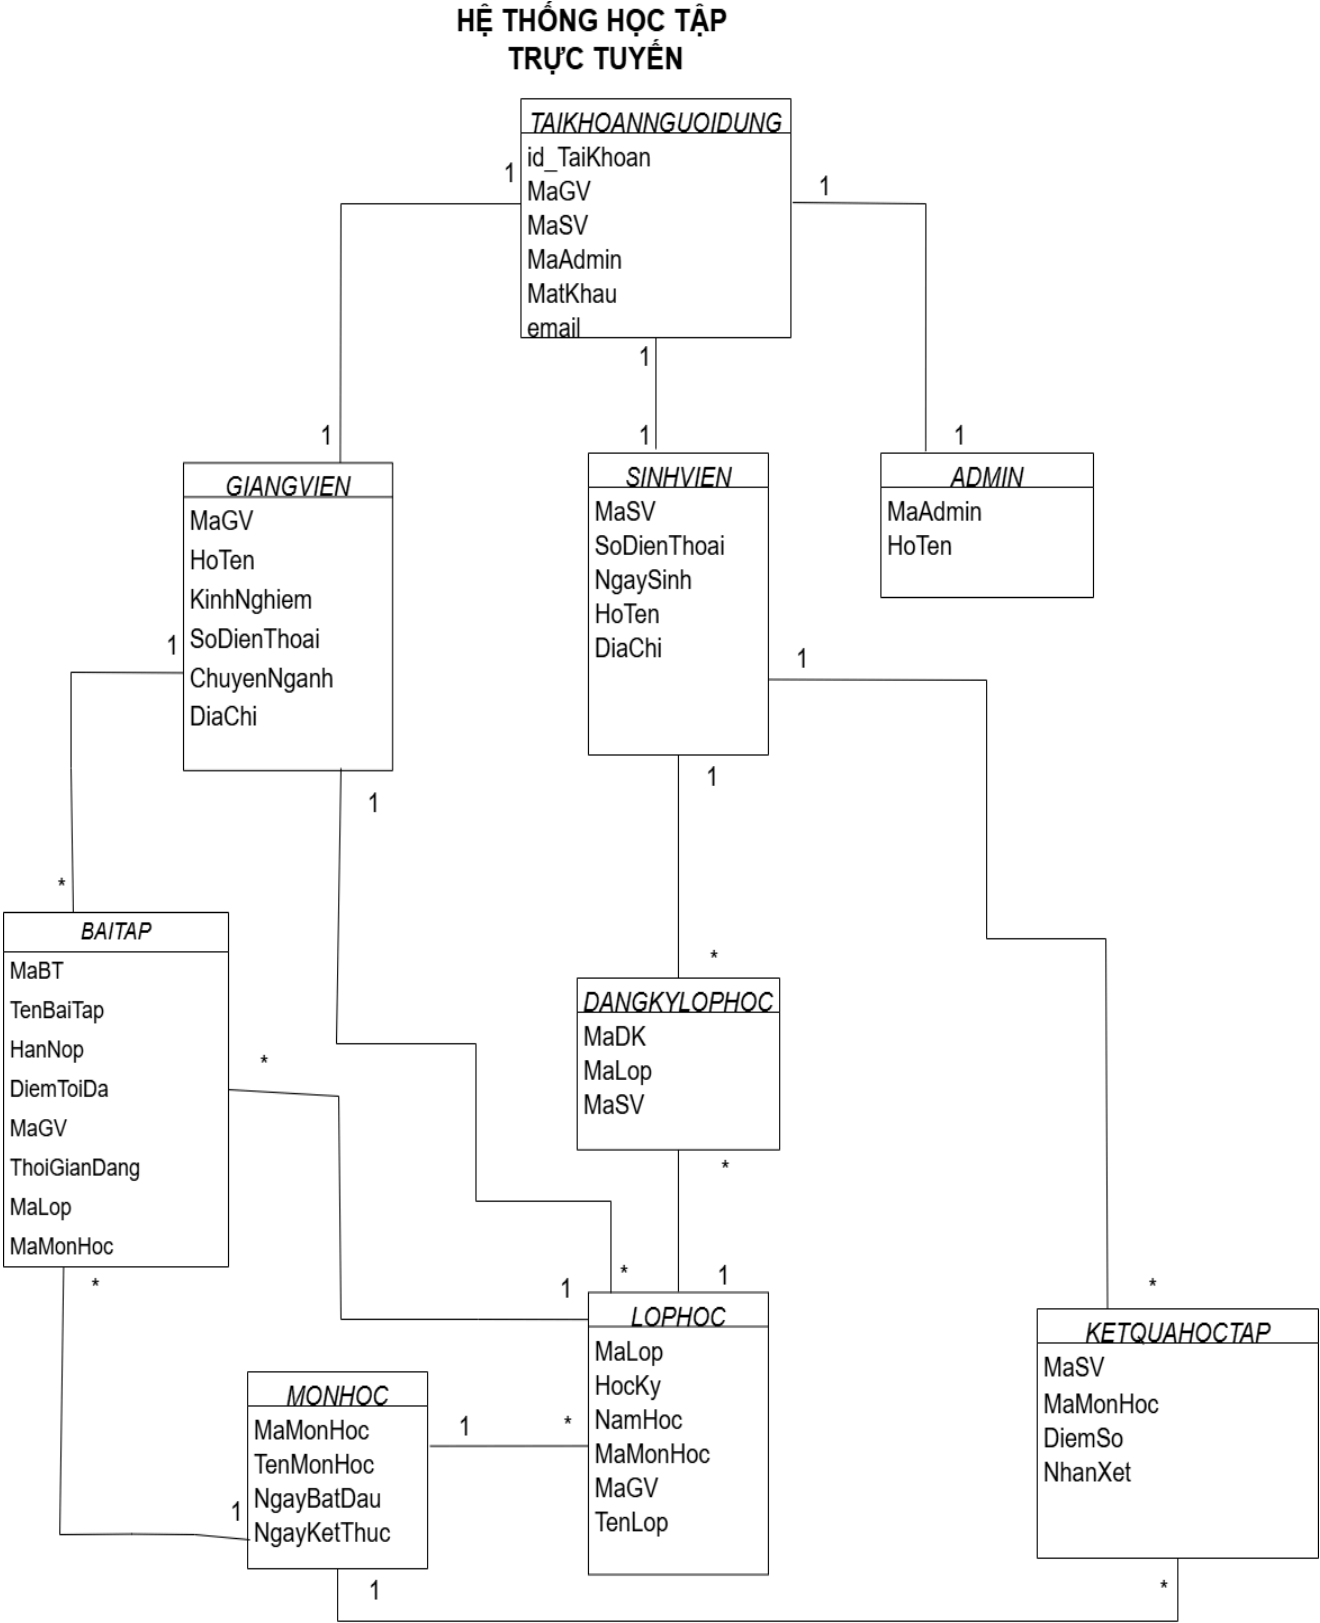 HỆ THỐNG HỌC TẬP
TRỰC TUYẾN
TAIKHOANNGUOIDUNG
id_TaiKhoan
MaGV
MaSV
MaAdmin
MatKhau
email
1
1
1
1
1
1
GIANGVIEN
MaGV
HoTen
KinhNghiem
SoDienThoai
ChuyenNganh
DiaChi
SINHVIEN
MaSV
SoDienThoai
NgaySinh
HoTen
DiaChi
ADMIN
MaAdmin
HoTen
1
1
1
1
*
*
BAITAP
MaBT
TenBaiTap
HanNop
DiemToiDa
MaGV
ThoiGianDang
MaLop
MaMonHoc
*
DANGKYLOPHOC
MaDK
MaLop
MaSV
*
*
1
*
1
*
LOPHOC
MaLop
HocKy
NamHoc
MaMonHoc
MaGV
TenLop
KETQUAHOCTAP
MaSV
MaMonHoc
DiemSo
NhanXet
MONHOC
MaMonHoc
TenMonHoc
NgayBatDau
NgayKetThuc
1
*
1
1
*